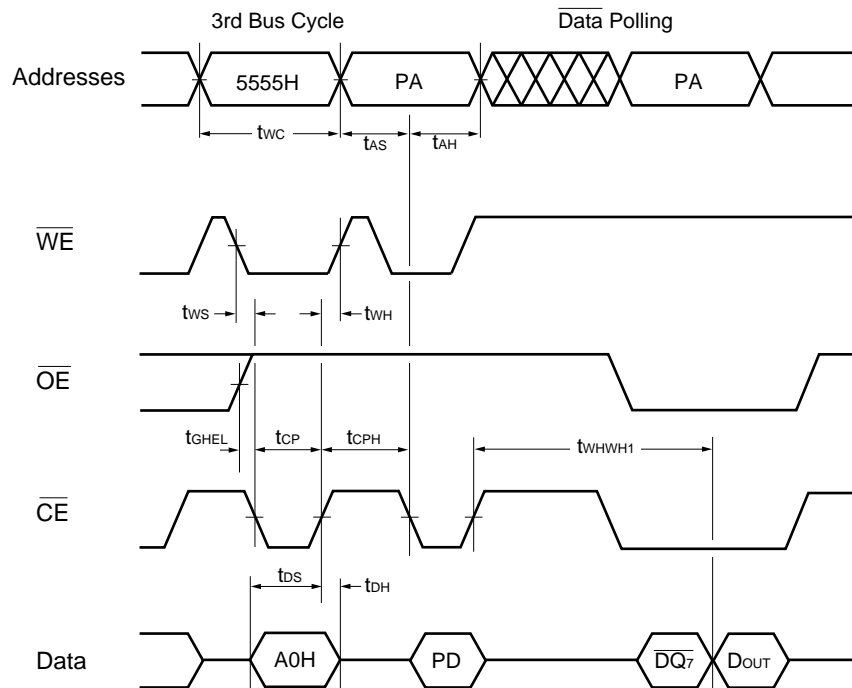 3rd Bus Cycle Data Polling
Addresses 5555H PA PA
tWC tAS tAH
WE
tWS tWH
OE
tGHEL tCP tCPH tWHWH1
CE
tDS tDH
Data A0H PD DQ7 DOUT